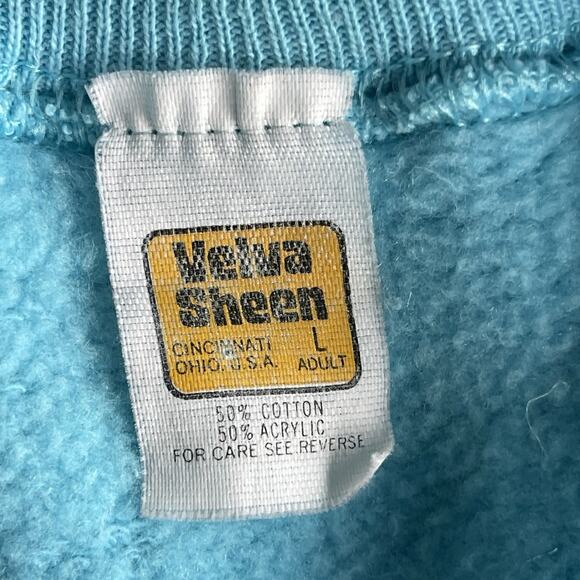 Velva
Sheen
CINCINNATI L
OHIO, U.S.A. ADULT
50% COTTON
50% ACRYLIC
FOR CARE SEE REVERSE